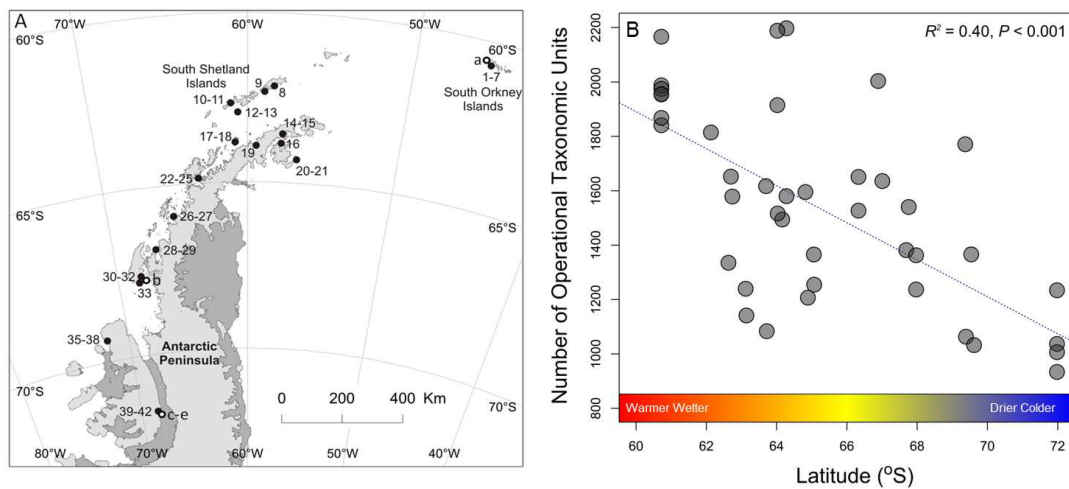 A
70°W
60°W
50°W
60°S
60°S
a
1-7
South Orkney
Islands
South Shetland
Islands
9
8
10-11
12-13
14-15
17-18
19
16
20-21
22-25
65°S
65°S
26-27
28-29
30-32
b
33
35-38
Antarctic
Peninsula
70°S
70°S
39-42
c-e
0 200 400 Km
80°W
70°W
60°W
50°W
40°W
B
R² = 0.40, P < 0.001
Number of Operational Taxonomic Units
2200
2000
1800
1600
1400
1200
1000
800
Warmer Wetter
Drier Colder
60 62 64 66 68 70 72
Latitude (°S)